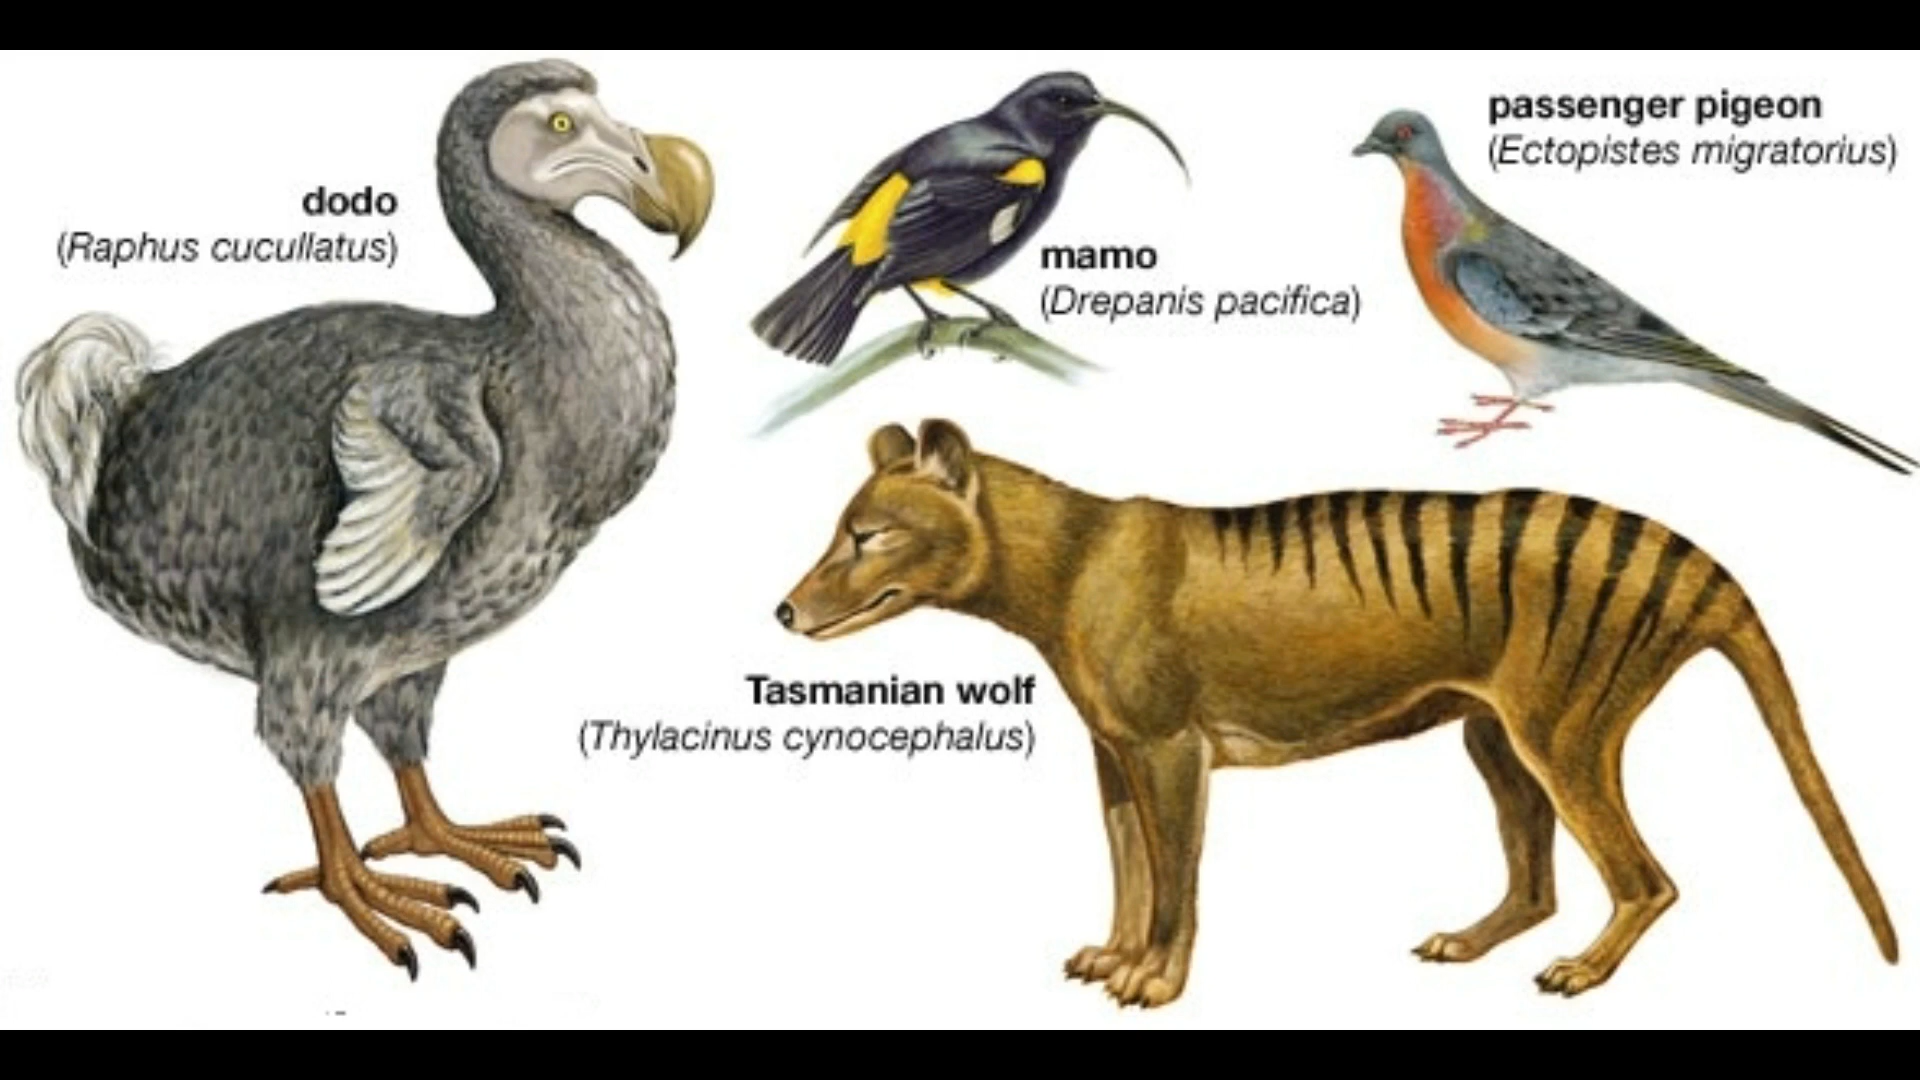 dodo
(Raphus cucullatus)
mamo
(Drepanis pacifica)
passenger pigeon
(Ectopistes migratorius)
Tasmanian wolf
(Thylacinus cynocephalus)